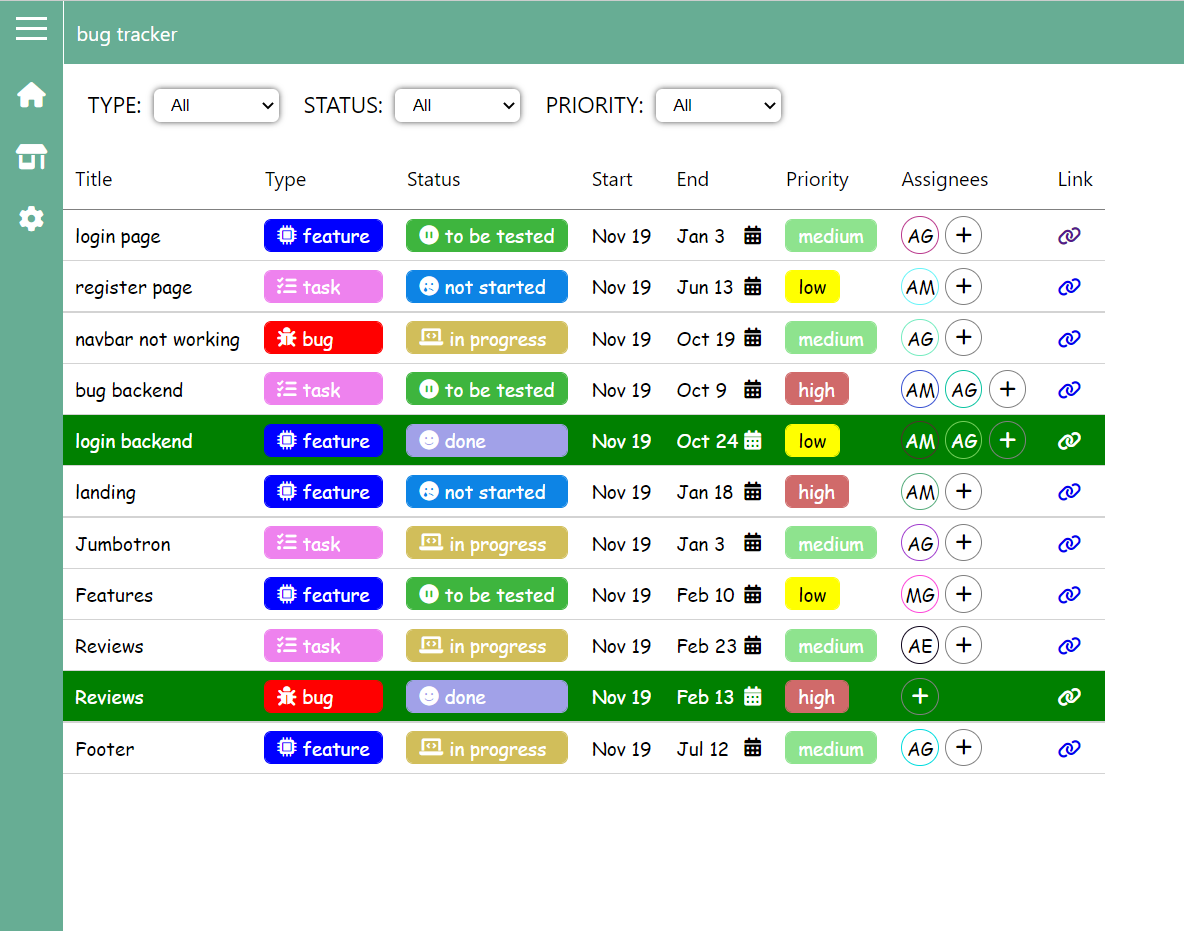 bug tracker
TYPE: All STATUS: All PRIORITY: All
Title Type Status Start End Priority Assignees Link
login page feature to be tested Nov 19 Jan 3 medium AG +
register page task not started Nov 19 Jun 13 low AM +
navbar not working bug in progress Nov 19 Oct 19 medium AG +
bug backend task to be tested Nov 19 Oct 9 high AM AG +
login backend feature done Nov 19 Oct 24 low AM AG +
landing feature not started Nov 19 Jan 18 high AM +
Jumbotron task in progress Nov 19 Jan 3 medium AG +
Features feature to be tested Nov 19 Feb 10 low MG +
Reviews task in progress Nov 19 Feb 23 medium AE +
Reviews bug done Nov 19 Feb 13 high +
Footer feature in progress Nov 19 Jul 12 medium AG +